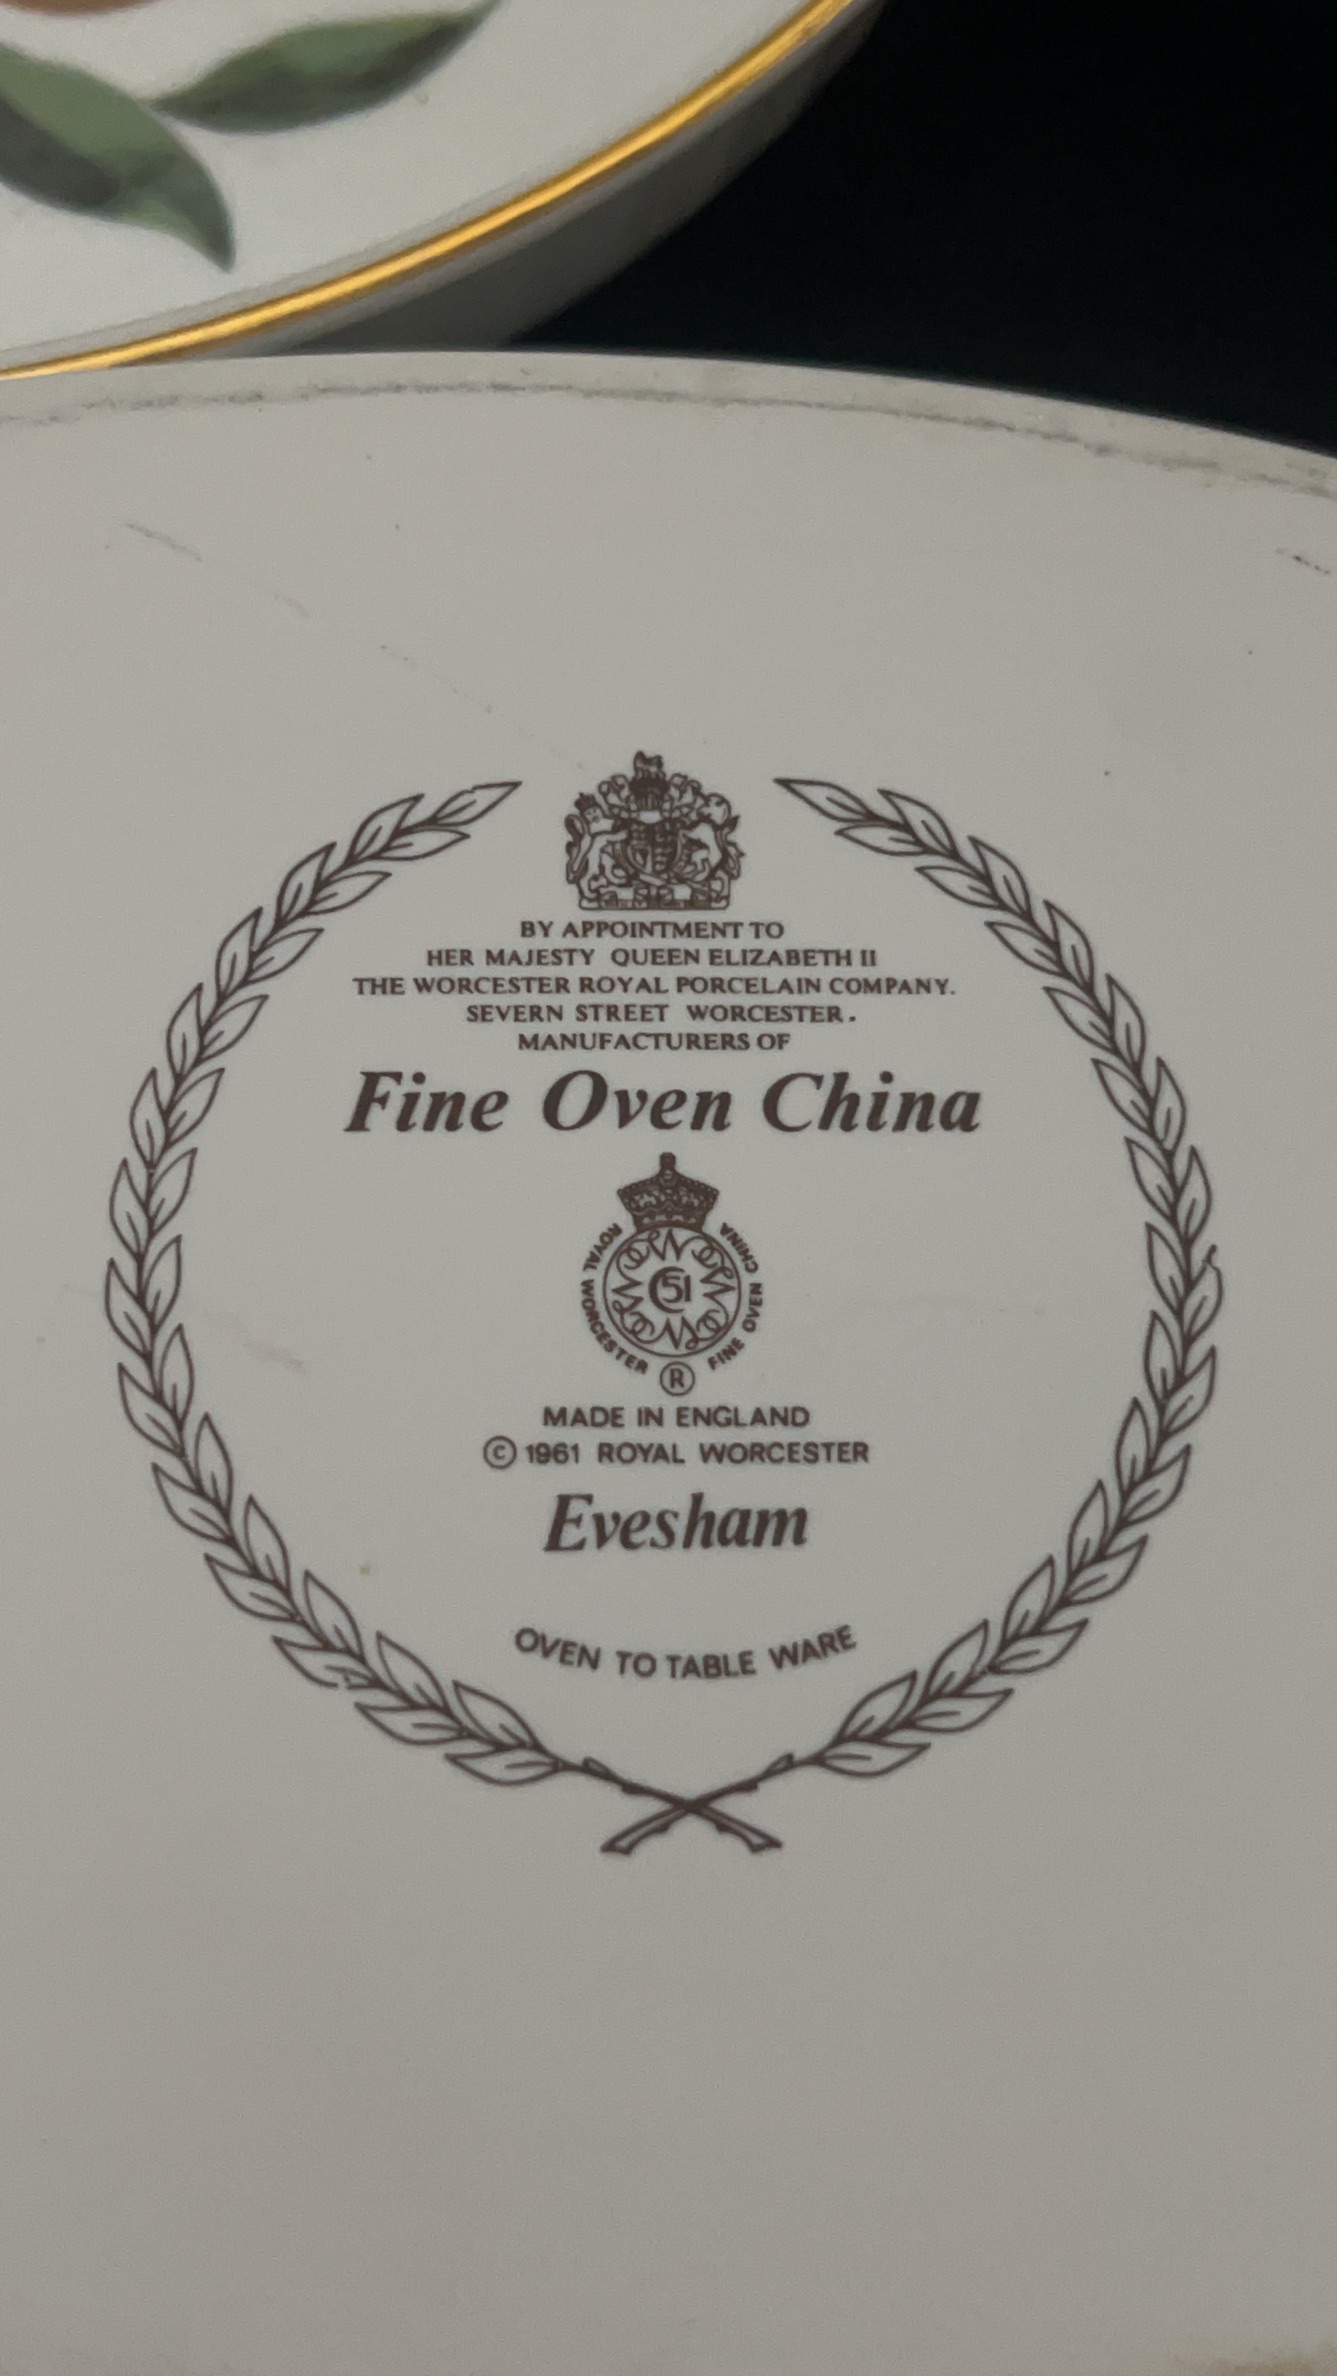 BY APPOINTMENT TO
HER MAJESTY QUEEN ELIZABETH II
THE WORCESTER ROYAL PORCELAIN COMPANY.
SEVERN STREET WORCESTER.
MANUFACTURERS OF
Fine Oven China
ROYAL WORCESTER FINE OVEN CHINA
51
®
MADE IN ENGLAND
© 1961 ROYAL WORCESTER
Evesham
OVEN TO TABLE WARE